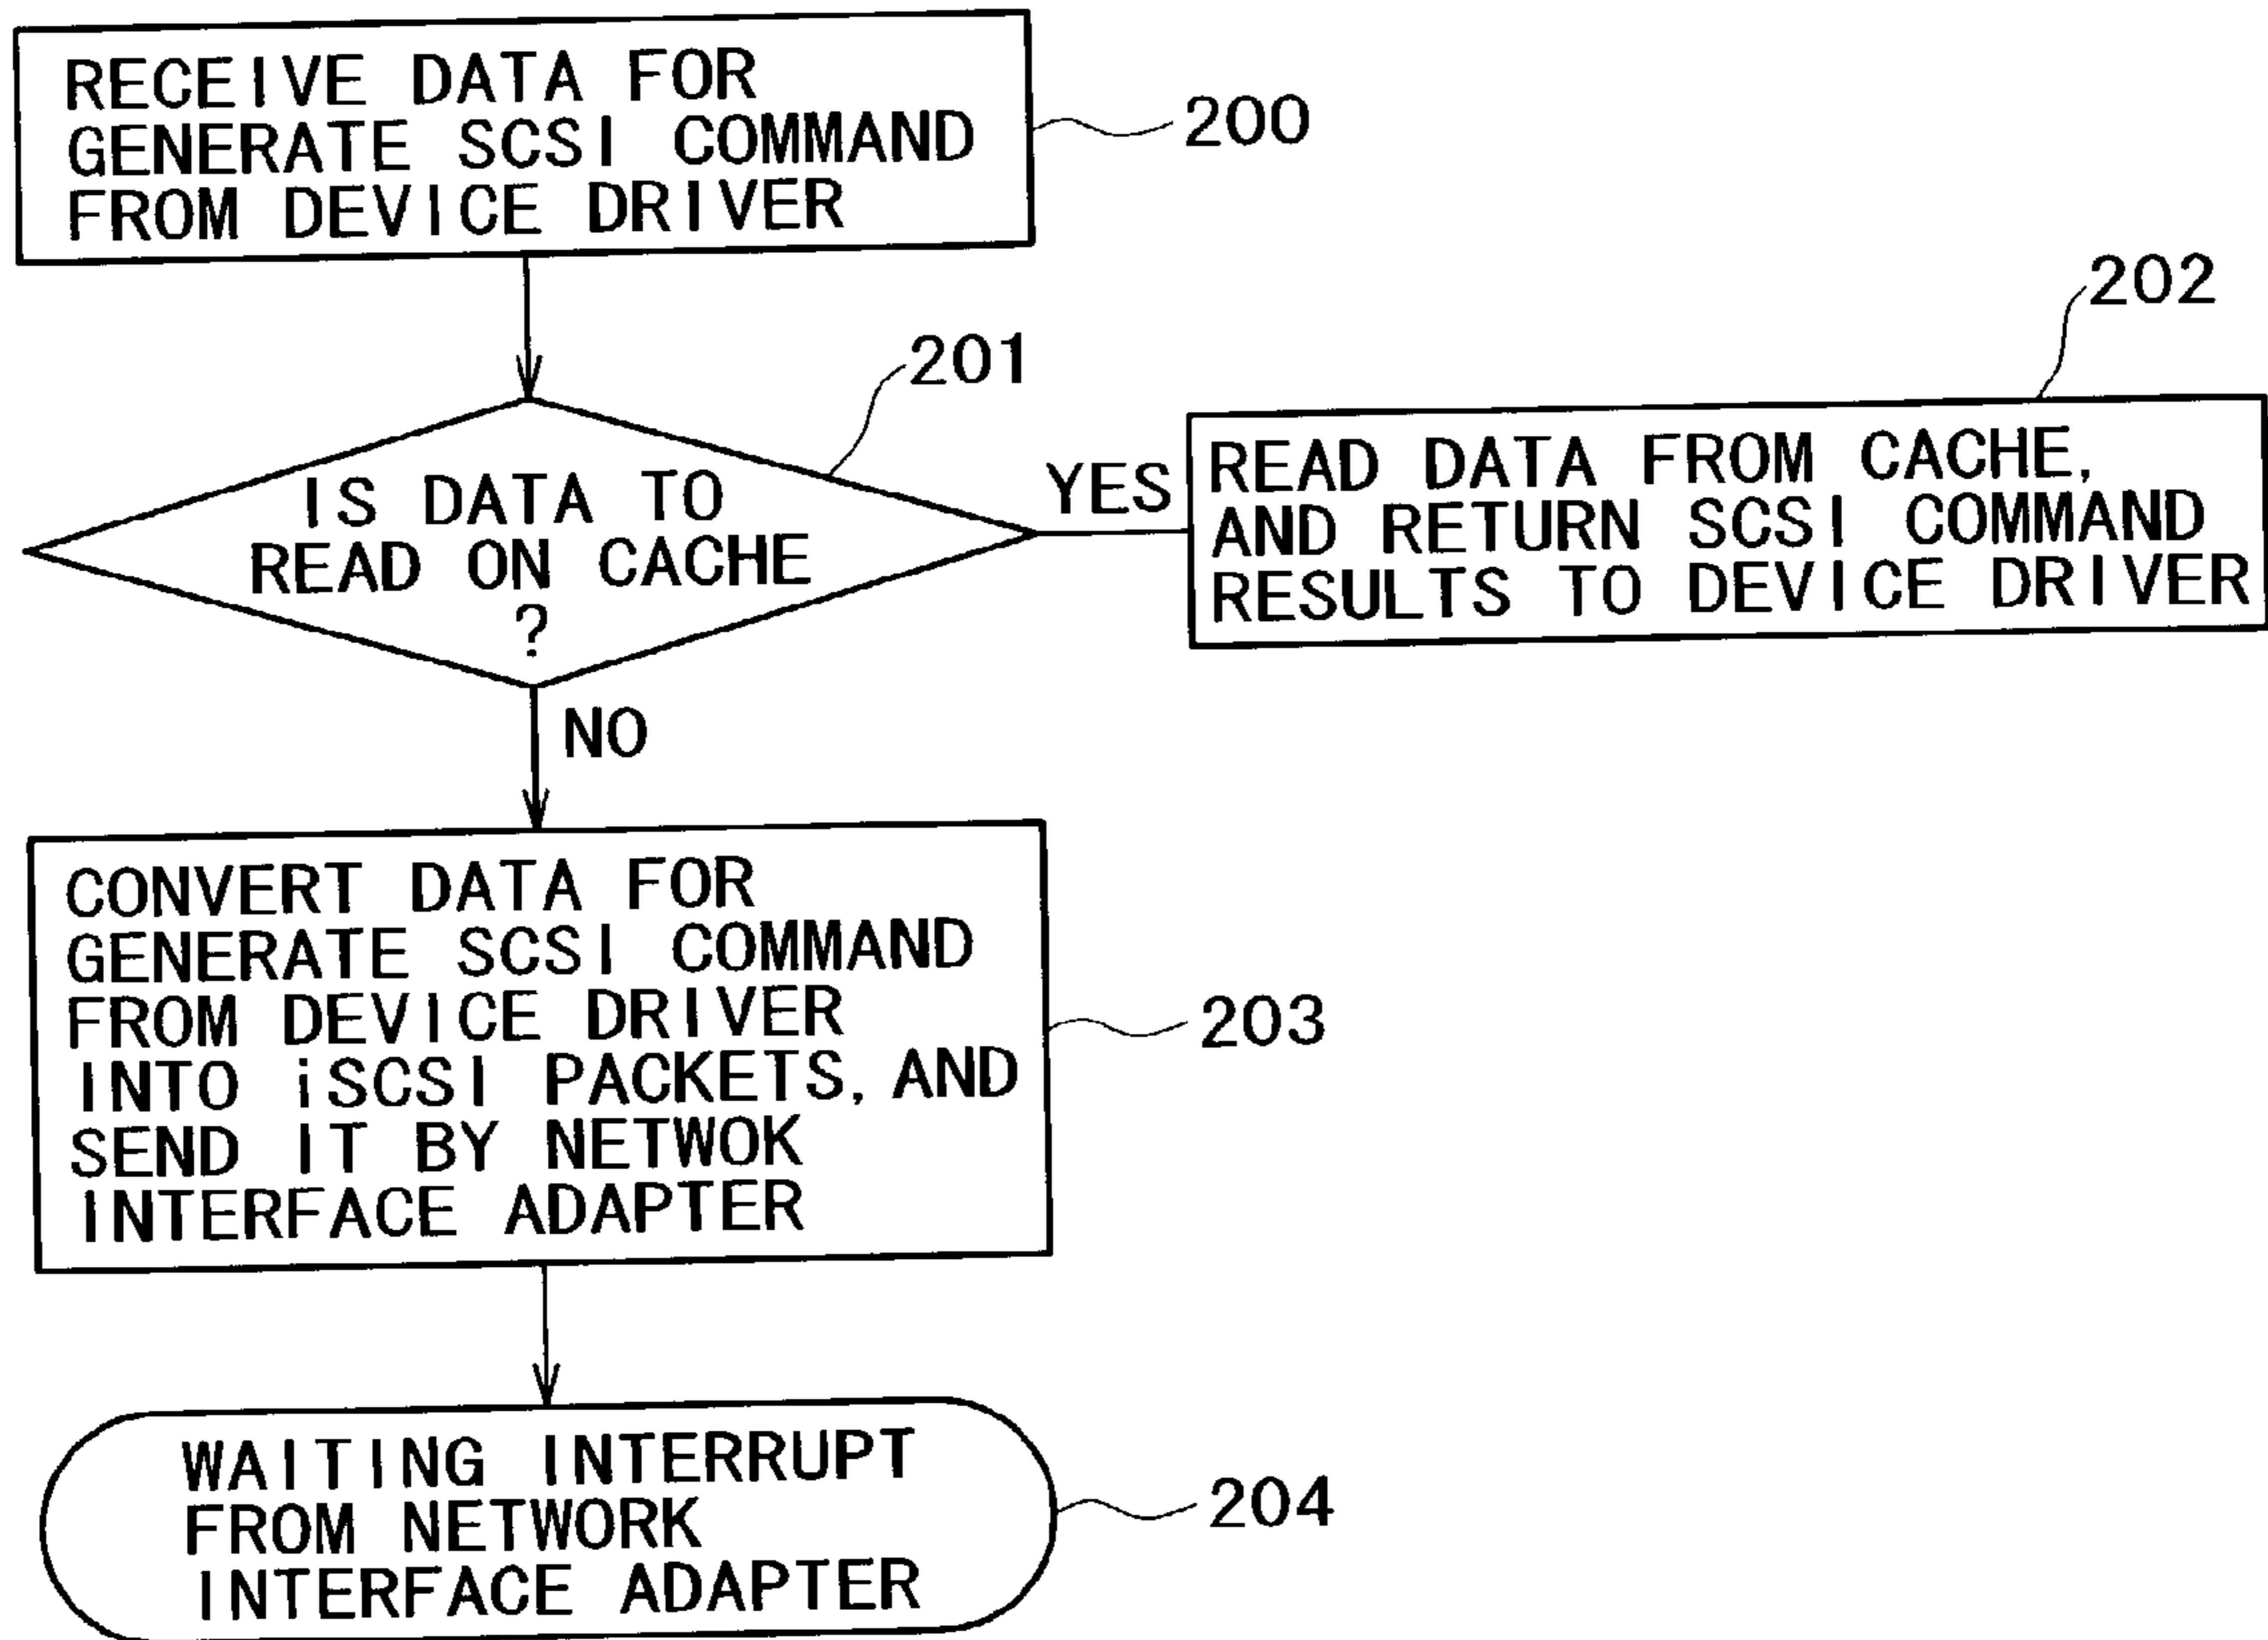 RECEIVE DATA FOR
GENERATE SCSI COMMAND
FROM DEVICE DRIVER
200
201
202
IS DATA TO
READ ON CACHE
?
YES
READ DATA FROM CACHE,
AND RETURN SCSI COMMAND
RESULTS TO DEVICE DRIVER
NO
CONVERT DATA FOR
GENERATE SCSI COMMAND
FROM DEVICE DRIVER
INTO iSCSI PACKETS, AND
SEND IT BY NETWOK
INTERFACE ADAPTER
203
WAITING INTERRUPT
FROM NETWORK
INTERFACE ADAPTER
204